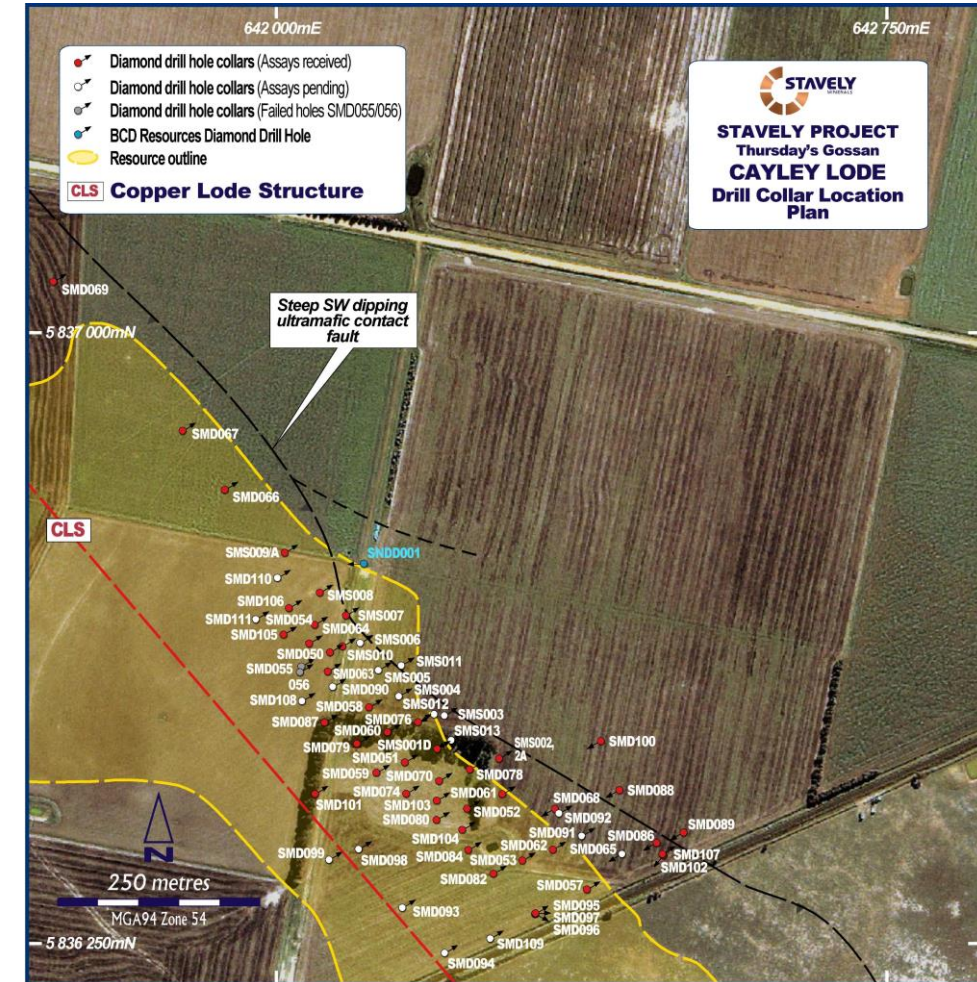 642 000mE
642 750mE
Diamond drill hole collars (Assays received)
Diamond drill hole collars (Assays pending)
Diamond drill hole collars (Failed holes SMD055/056)
BCD Resources Diamond Drill Hole
Resource outline
CLS Copper Lode Structure
STAVELY
MINERALS
STAVELY PROJECT
Thursday's Gossan
CAYLEY LODE
Drill Collar Location
Plan
SMD069
5 837 000mN
Steep SW dipping
ultramafic contact
fault
SMD067
SMD066
CLS
SMS009/A
SNDD001
SMD110
SMS008
SMD106
SMD111
SMD054
SMS007
SMD064
SMD105
SMS006
SMD050
SMS010
SMS011
SMD055
056
SMD063
SMS005
SMD090
SMS004
SMD108
SMD058
SMS012
SMS003
SMD087
SMD076
SMD060
SMS013
SMD079
SMS001D
SMS002,
2A
SMD100
SMD051
SMD059
SMD070
SMD078
SMD088
SMD101
SMD074
SMD061
SMD103
SMD052
SMD068
SMD092
SMD080
SMD104
SMD091
SMD086
SMD089
SMD099
SMD098
SMD084
SMD062
SMD065
SMD107
SMD053
SMD102
SMD082
SMD057
N
250 metres
MGA94 Zone 54
SMD093
SMD095
SMD097
SMD096
SMD109
5 836 250mN
SMD094